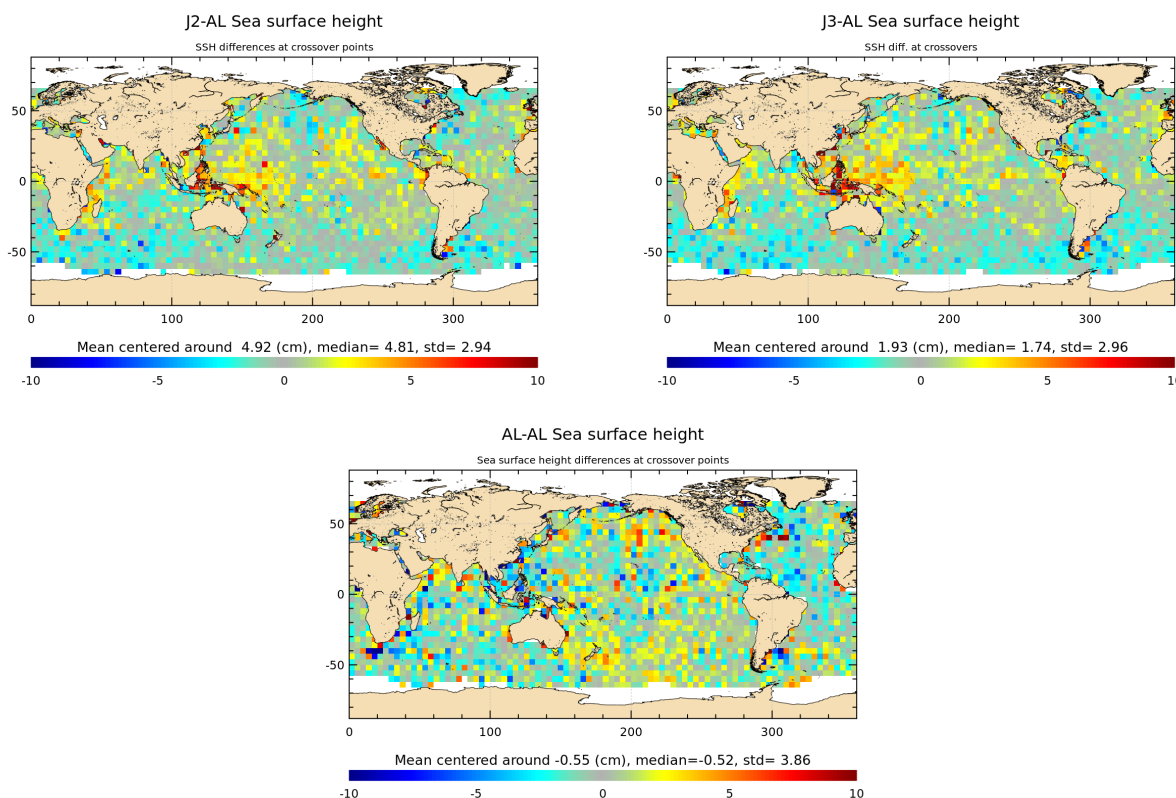 J2-AL Sea surface height
SSH differences at crossover points
50
0
-50
0 100 200 300
Mean centered around  4.92 (cm), median= 4.81, std= 2.94
-10 -5 0 5 10
J3-AL Sea surface height
SSH diff. at crossovers
50
0
-50
0 100 200 300
Mean centered around  1.93 (cm), median= 1.74, std= 2.96
-10 -5 0 5
AL-AL Sea surface height
Sea surface height differences at crossover points
50
0
-50
0 100 200 300
Mean centered around -0.55 (cm), median=-0.52, std= 3.86
-10 -5 0 5 10